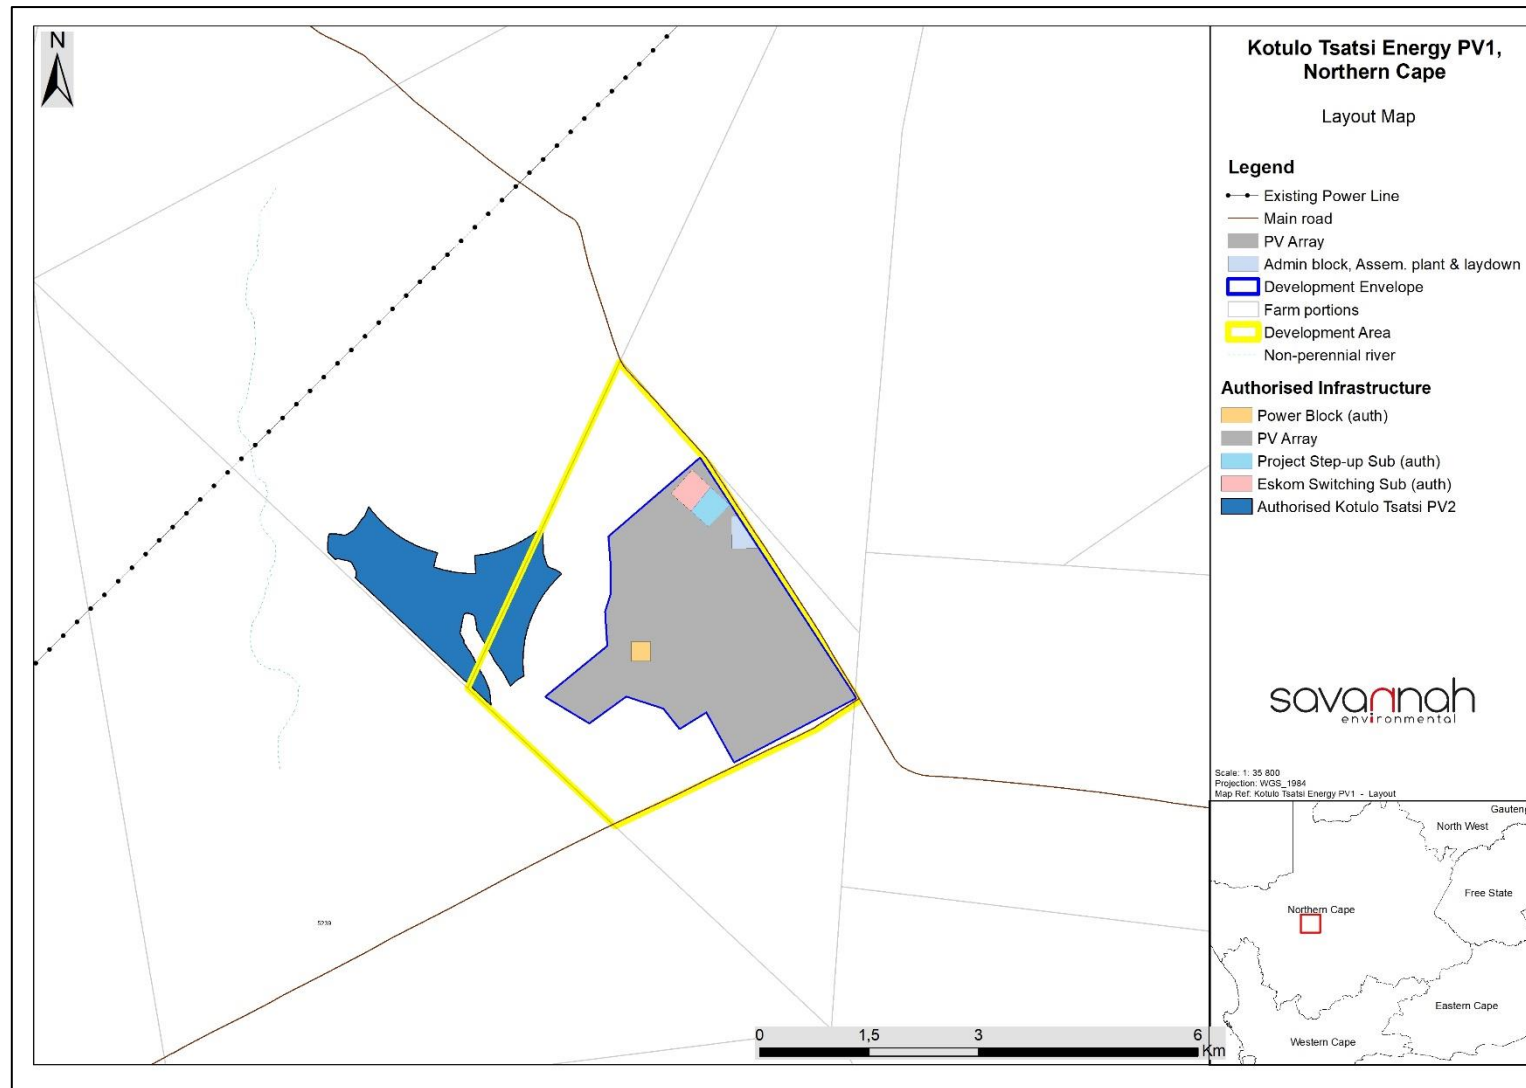 N
Kotulo Tsatsi Energy PV1,
Northern Cape
Layout Map
Legend
Existing Power Line
Main road
PV Array
Admin block, Assem. plant & laydown
Development Envelope
Farm portions
Development Area
Non-perennial river
Authorised Infrastructure
Power Block (auth)
PV Array
Project Step-up Sub (auth)
Eskom Switching Sub (auth)
Authorised Kotulo Tsatsi PV2
savannah
environmental
Scale: 1: 35 800
Projection: WGS_1984
Map Ref: Kotulo Tsatsi Energy PV1 - Layout
Gauteng
North West
Free State
Northern Cape
Eastern Cape
Western Cape
5239
0 1,5 3 6
Km